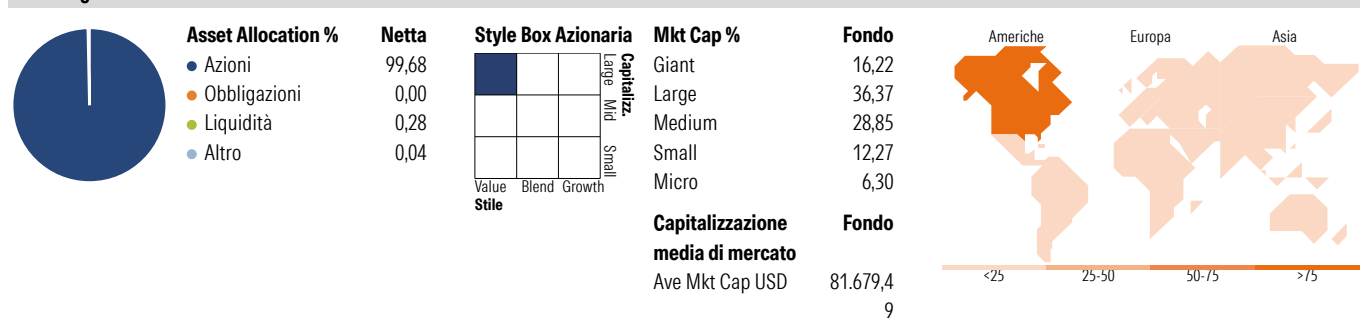 Asset Allocation % Netta
Azioni 99,68
Obbligazioni 0,00
Liquidità 0,28
Altro 0,04
Style Box Azionaria
Large Mid Small
Capitalizz.
Value Blend Growth
Stile
Mkt Cap % Fondo
Giant 16,22
Large 36,37
Medium 28,85
Small 12,27
Micro 6,30
Capitalizzazione Fondo
media di mercato
Ave Mkt Cap USD 81.679,4
9
Americhe Europa Asia
<25 25-50 50-75 >75